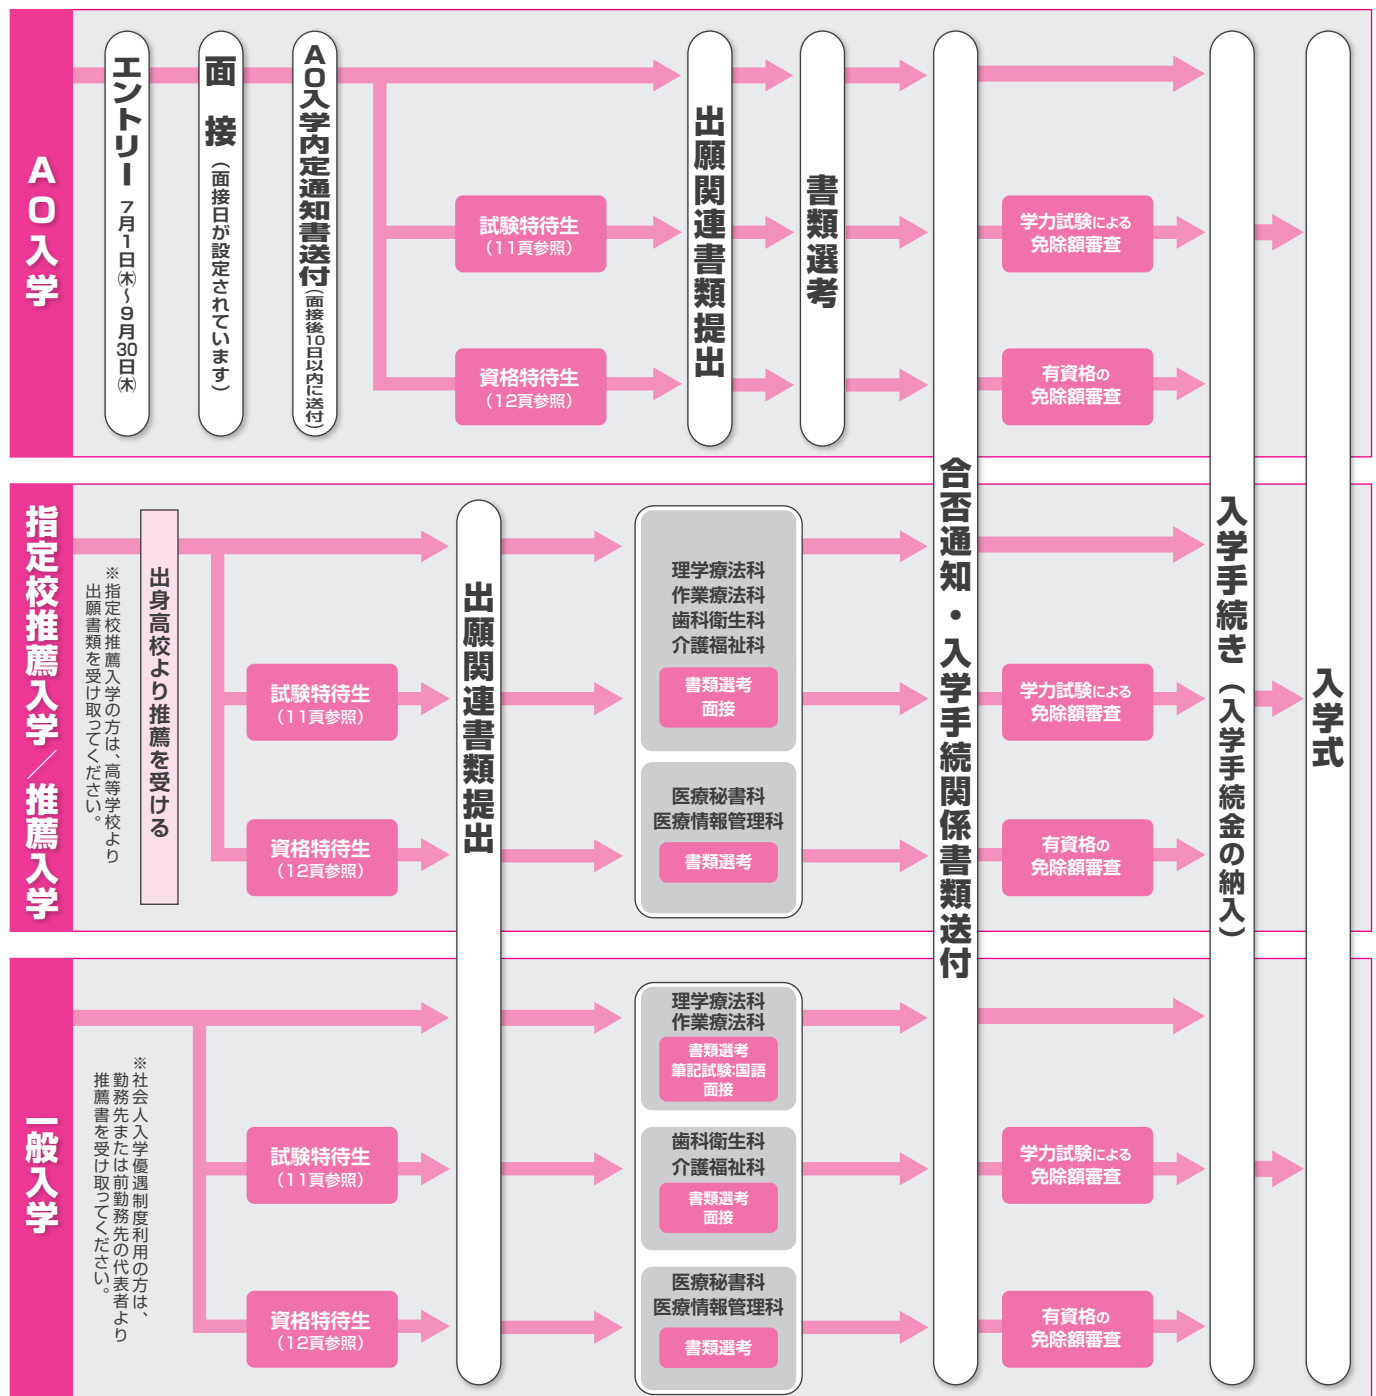 AO入学
エントリー 7月1日㈭〜9月30日㈭
面 接 (面接日が設定されています)
AO入学内定通知書送付(面接後10日以内に送付)
試験特待生
(11頁参照)
資格特待生
(12頁参照)
出願関連書類提出
書類選考
学力試験による
免除額審査
有資格の
免除額審査
合否通知・入学手続関係書類送付
入学手続き(入学手続金の納入)
入学式
指定校推薦入学/推薦入学
※指定校推薦入学の方は、高等学校より
出願書類を受け取ってください。
出身高校より推薦を受ける
試験特待生
(11頁参照)
資格特待生
(12頁参照)
出願関連書類提出
理学療法科
作業療法科
歯科衛生科
介護福祉科
書類選考
面接
医療秘書科
医療情報管理科
書類選考
学力試験による
免除額審査
有資格の
免除額審査
一般入学
※社会人入学優遇制度利用の方は、
勤務先または前勤務先の代表者より
推薦書を受け取ってください。
試験特待生
(11頁参照)
資格特待生
(12頁参照)
理学療法科
作業療法科
書類選考
筆記試験:国語
面接
歯科衛生科
介護福祉科
書類選考
面接
医療秘書科
医療情報管理科
書類選考
学力試験による
免除額審査
有資格の
免除額審査